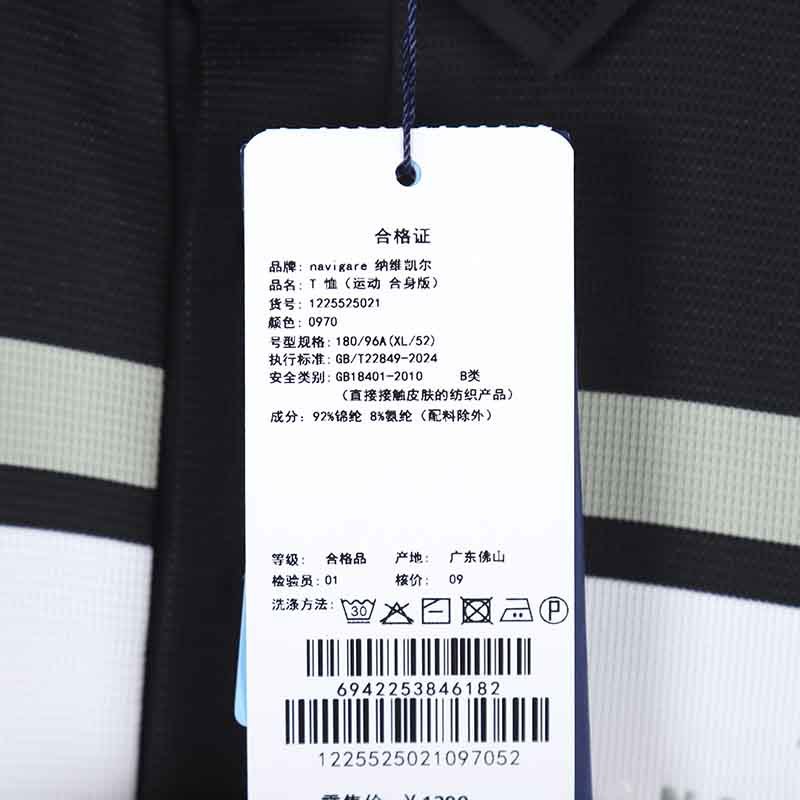 合格证
品牌: navigare 纳维凯尔
品名: T 恤（运动 合身版）
货号: 1225525021
颜色: 0970
号型规格: 180/96A(XL/52)
执行标准: GB/T22849-2024
安全类别: GB18401-2010 B类
（直接接触皮肤的纺织产品）
成分: 92%锦纶 8%氨纶（配料除外）
等级: 合格品 产地: 广东佛山
检验员: 01 核价: 09
洗涤方法: 30 P
6942253846182
1225525021097052
零售价